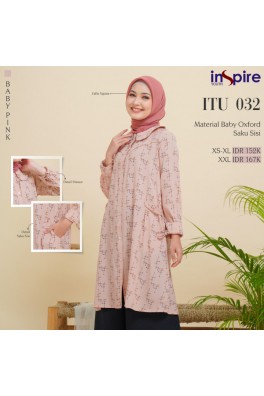 BABY PINK
inspire
ITU 032
Material Baby Oxford
Saku Sisi
XS-XL IDR 152K
XXL IDR 167K